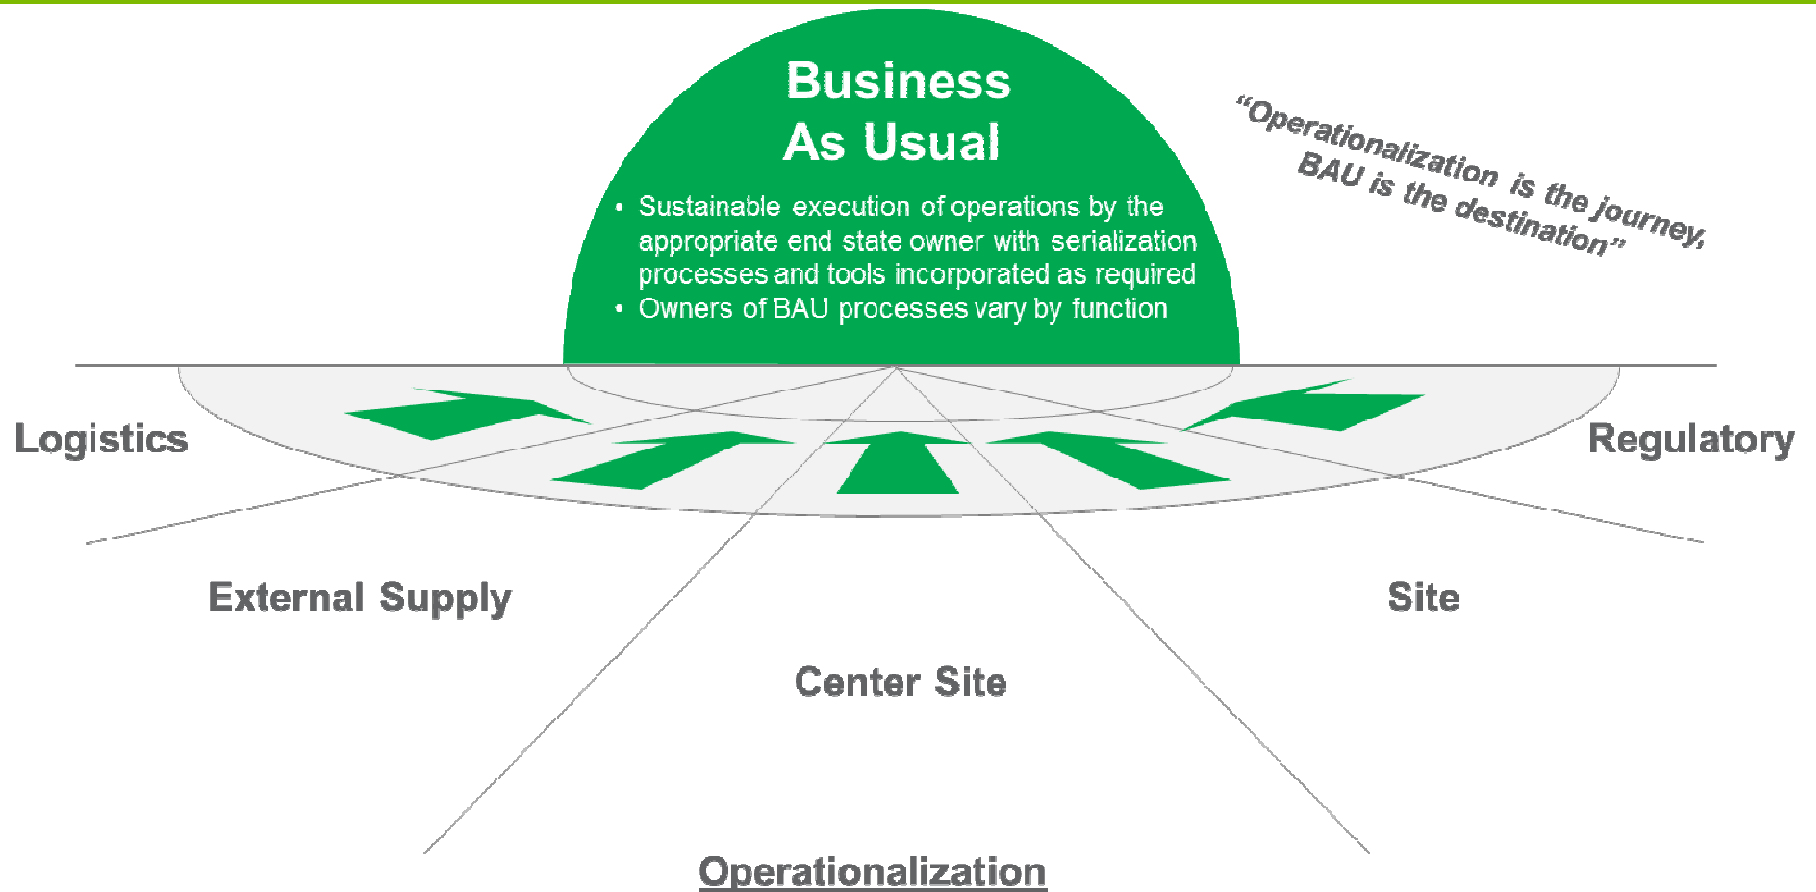 Business
As Usual
• Sustainable execution of operations by the
appropriate end state owner with serialization
processes and tools incorporated as required
• Owners of BAU processes vary by function
“Operationalization is the journey,
BAU is the destination”
Logistics
Regulatory
External Supply
Site
Center Site
Operationalization